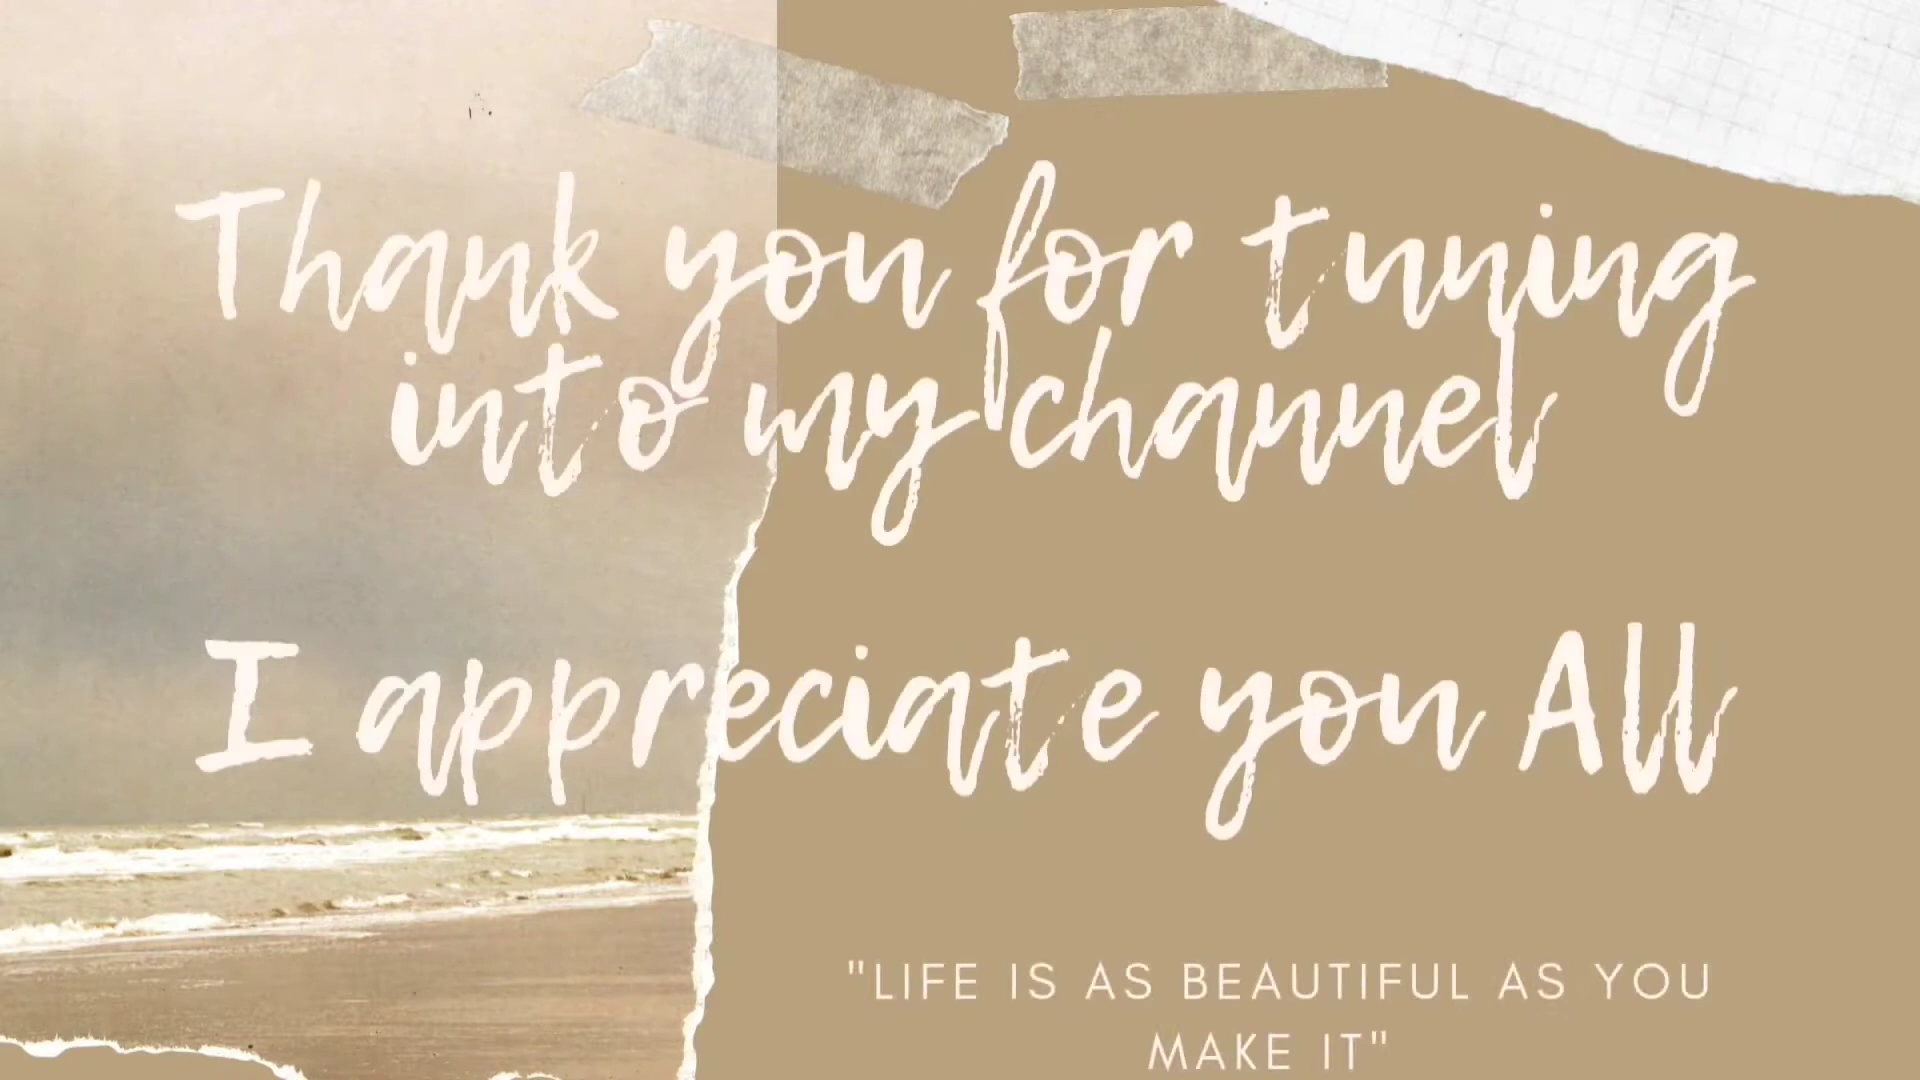 Thank you for tuning
into my channel
I appreciate you All
"LIFE IS AS BEAUTIFUL AS YOU
MAKE IT"